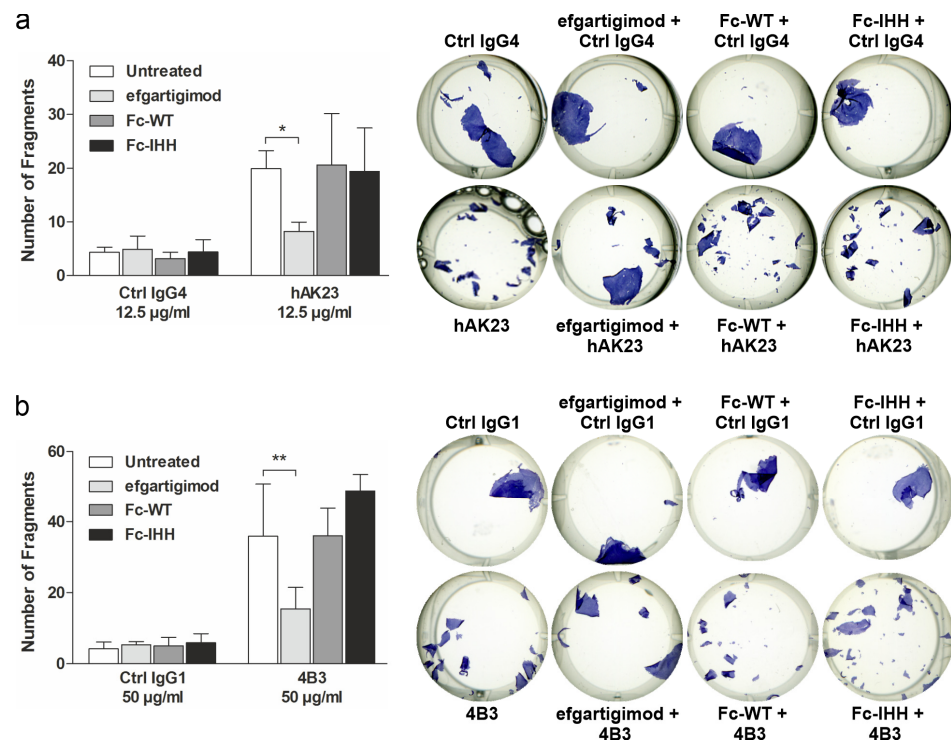 a
Number of Fragments
40
30
20
10
0
Untreated
efgartigimod
Fc-WT
Fc-IHH
*
Ctrl IgG4
12.5 µg/ml
hAK23
12.5 µg/ml
Ctrl IgG4
efgartigimod +
Ctrl IgG4
Fc-WT +
Ctrl IgG4
Fc-IHH +
Ctrl IgG4
hAK23
efgartigimod +
hAK23
Fc-WT +
hAK23
Fc-IHH +
hAK23
b
Number of Fragments
60
40
20
0
Untreated
efgartigimod
Fc-WT
Fc-IHH
**
Ctrl IgG1
50 µg/ml
4B3
50 µg/ml
Ctrl IgG1
efgartigimod +
Ctrl IgG1
Fc-WT +
Ctrl IgG1
Fc-IHH +
Ctrl IgG1
4B3
efgartigimod +
4B3
Fc-WT +
4B3
Fc-IHH +
4B3